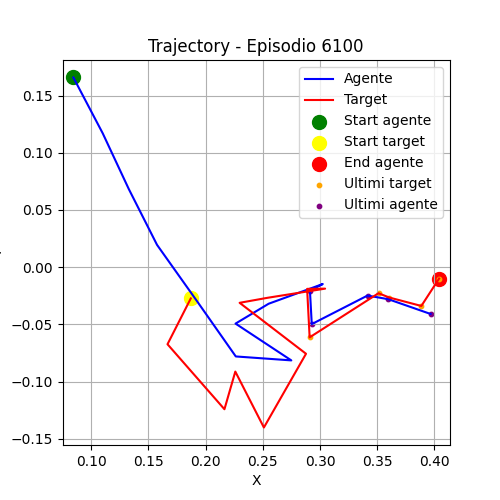 Trajectory - Episodio 6100
Agente
Target
Start agente
Start target
End agente
Ultimi target
Ultimi agente
0.15
0.10
0.05
0.00
−0.05
−0.10
−0.15
0.10
0.15
0.20
0.25
0.30
0.35
0.40
X